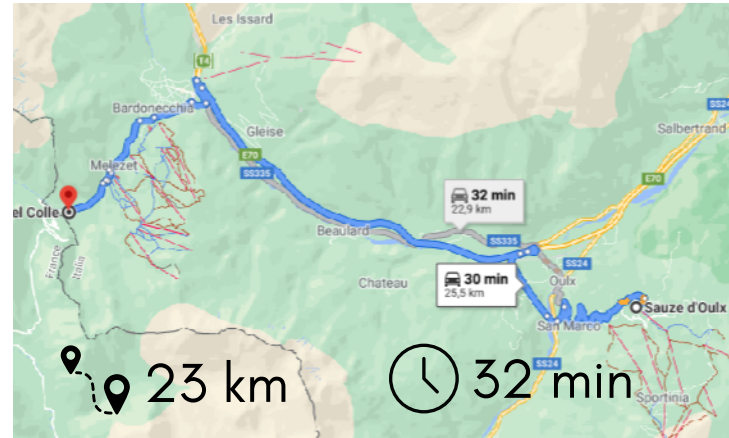 Les Issard
T4
Bardonecchia
Gleise
SS24
Salbertrand
E70
SS335
E70
Melezet
32 min
22,9 km
el Colle
Beaulard
SS335
France
Italia
SS24
30 min
25,5 km
Chateau
Oulx
Sauze d'Oulx
San Marco
SS24
23 km
32 min
Sportinia